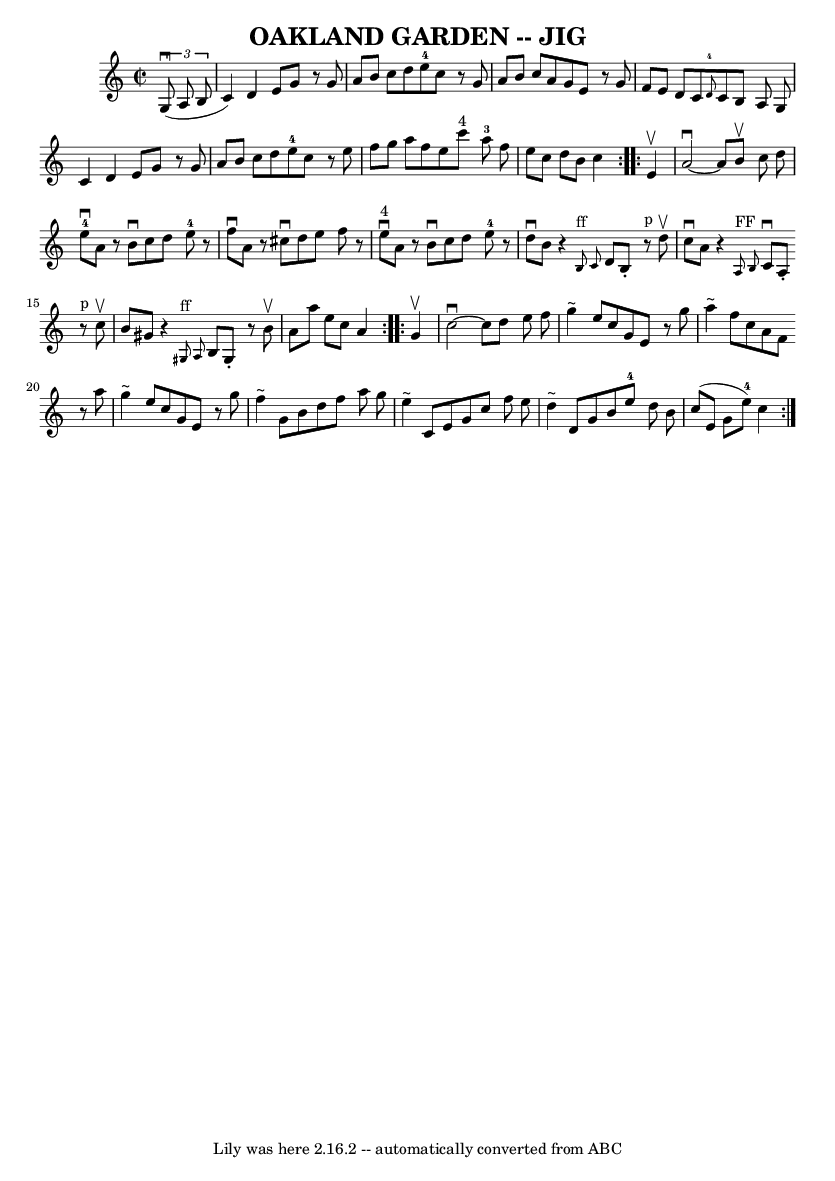 OAKLAND GARDEN -- JIG
3
4
4
4
4 3
4 4 4 4
ff p FF
15
p ff
20
4 4
Lily was here 2.16.2 -- automatically converted from ABC